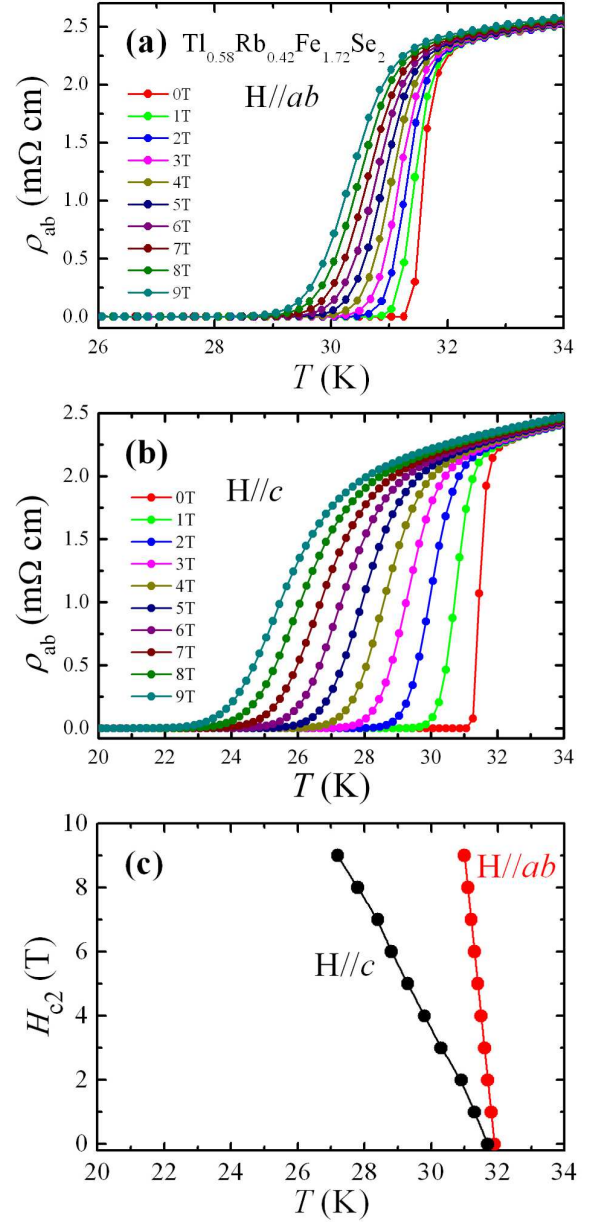 (a) Tl0.58Rb0.42Fe1.72Se2
H//ab
0T
1T
2T
3T
4T
5T
6T
7T
8T
9T
2.5
2.0
1.5
1.0
0.5
0.0
ρab (mΩ cm)
26 28 30 32 34
T (K)
(b)
H//c
0T
1T
2T
3T
4T
5T
6T
7T
8T
9T
2.5
2.0
1.5
1.0
0.5
0.0
ρab (mΩ cm)
20 22 24 26 28 30 32 34
T (K)
(c)
H//ab
H//c
10
8
6
4
2
0
Hc2 (T)
20 22 24 26 28 30 32 34
T (K)